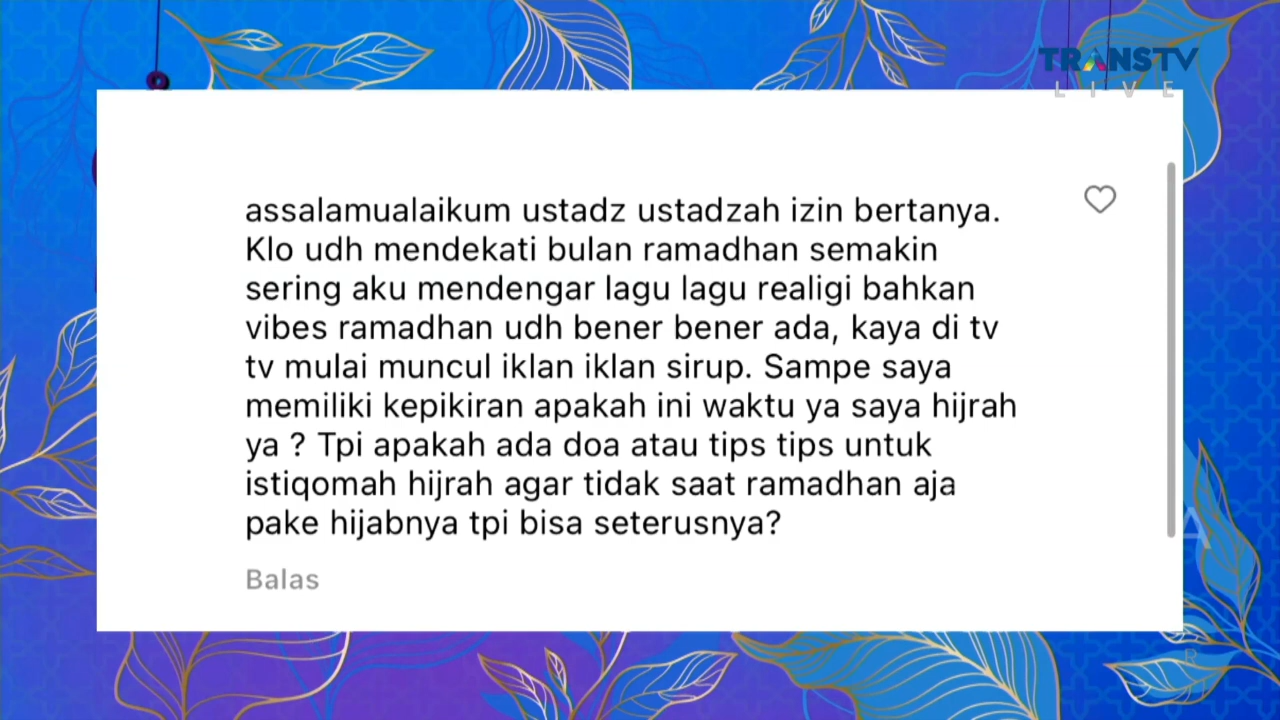 TRANSTV
LIVE
assalamualaikum ustadz ustadzah izin bertanya.
Klo udh mendekati bulan ramadhan semakin
sering aku mendengar lagu lagu realigi bahkan
vibes ramadhan udh bener bener ada, kaya di tv
tv mulai muncul iklan iklan sirup. Sampe saya
memiliki kepikiran apakah ini waktu ya saya hijrah
ya ? Tpi apakah ada doa atau tips tips untuk
istiqomah hijrah agar tidak saat ramadhan aja
pake hijabnya tpi bisa seterusnya?
Balas